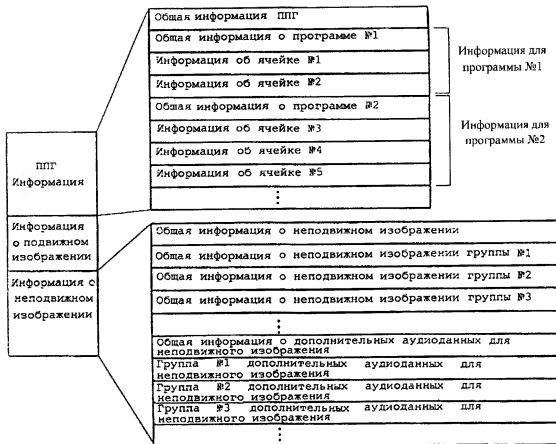 Общая информация ППГ
Общая информация о программе №1
Информация об ячейке №1
Информация об ячейке №2
Общая информация о программе №2
Информация об ячейке №3
Информация об ячейке №4
Информация об ячейке №5
Информация для
программы №1
Информация для
программы №2
ППГ
Информация
Информация
о подвижном
изображении
Информация о
неподвижном
изображении
Общая информация о неподвижном изображении
Общая информация о неподвижном изображении группы №1
Общая информация о неподвижном изображении группы №2
Общая информация о неподвижном изображении группы №3
Общая информация о дополнительных аудиоданных для
неподвижного изображения
Группа №1 дополнительных аудиоданных для
неподвижного изображения
Группа №2 дополнительных аудиоданных для
неподвижного изображения
Группа №3 дополнительных аудиоданных для
неподвижного изображения